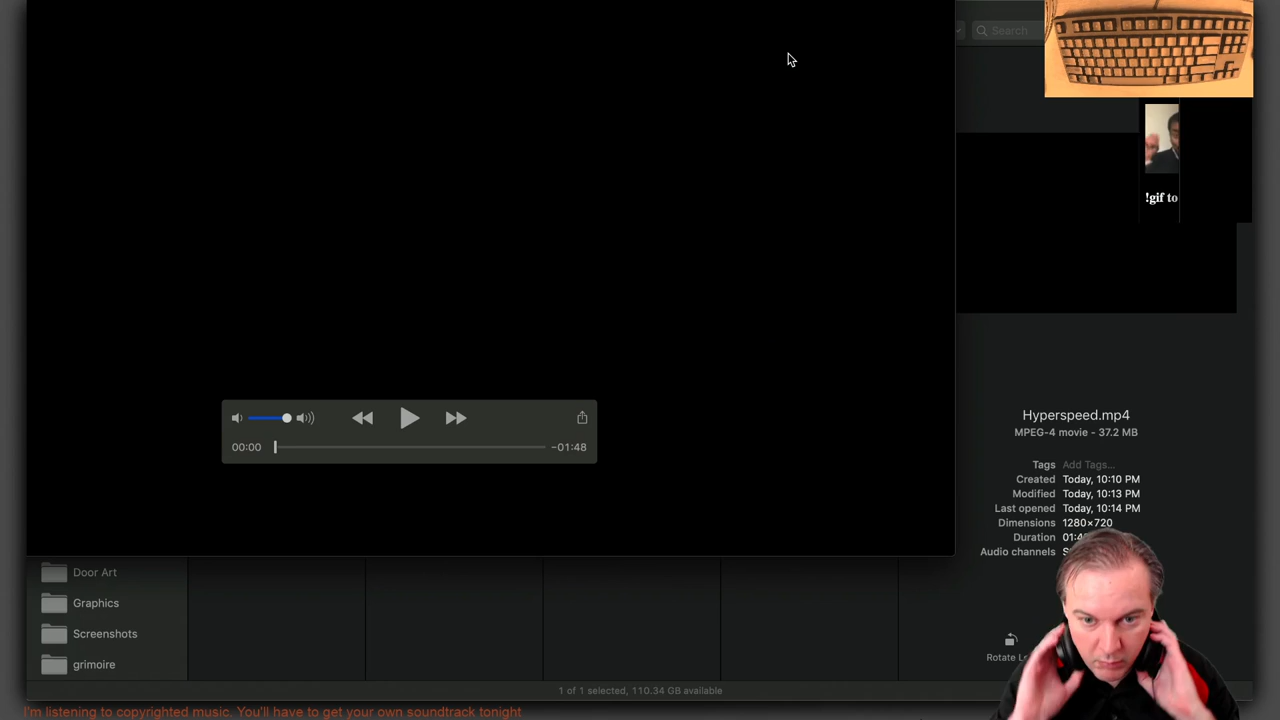 Search
!gif to
00:00
-01:48
Hyperspeed.mp4
MPEG-4 movie - 37.2 MB
Tags Add Tags...
Created Today, 10:10 PM
Modified Today, 10:13 PM
Last opened Today, 10:14 PM
Dimensions 1280×720
Duration
Audio channels
Door Art
Graphics
Screenshots
grimoire
Rotate
1 of 1 selected, 110.34 GB available
I'm listening to copyrighted music. You'll have to get your own soundtrack tonight